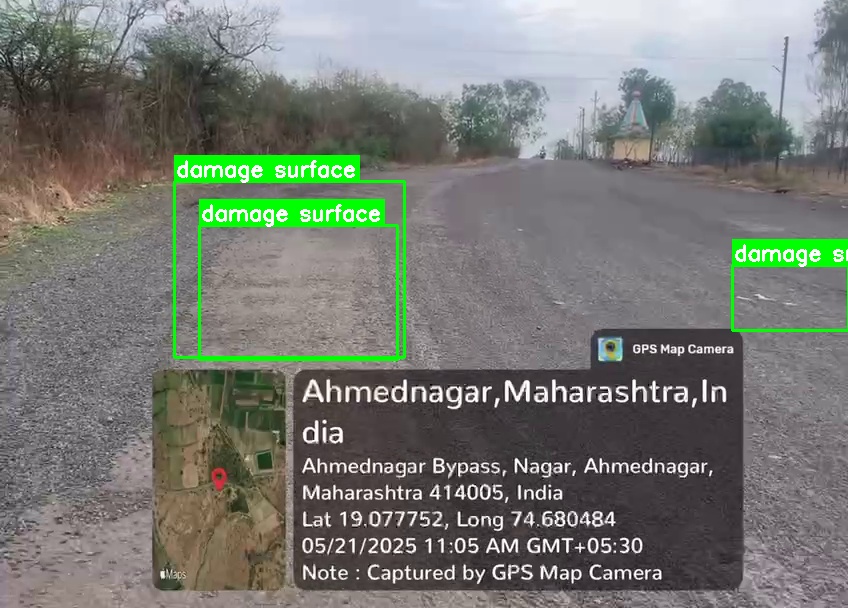 damage surface
damage surface
damage su
GPS Map Camera
Ahmednagar,Maharashtra,In
dia
Ahmednagar Bypass, Nagar, Ahmednagar,
Maharashtra 414005, India
Lat 19.077752, Long 74.680484
05/21/2025 11:05 AM GMT+05:30
Note : Captured by GPS Map Camera
Maps